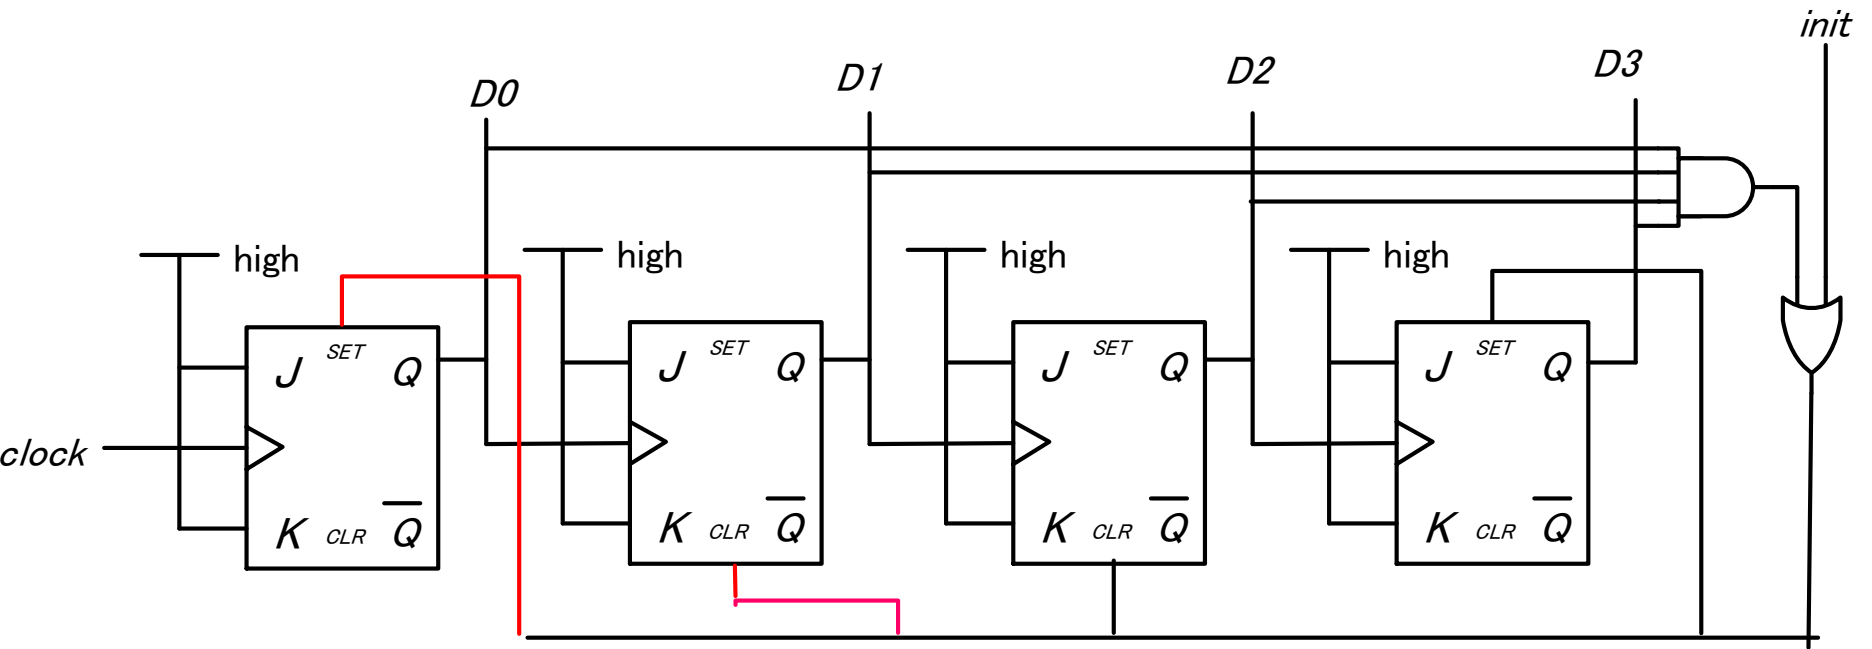 init
D3
D2
D1
D0
high
high
high
high
J SET Q
J SET Q
J SET Q
J SET Q
clock
K CLR Q̅
K CLR Q̅
K CLR Q̅
K CLR Q̅